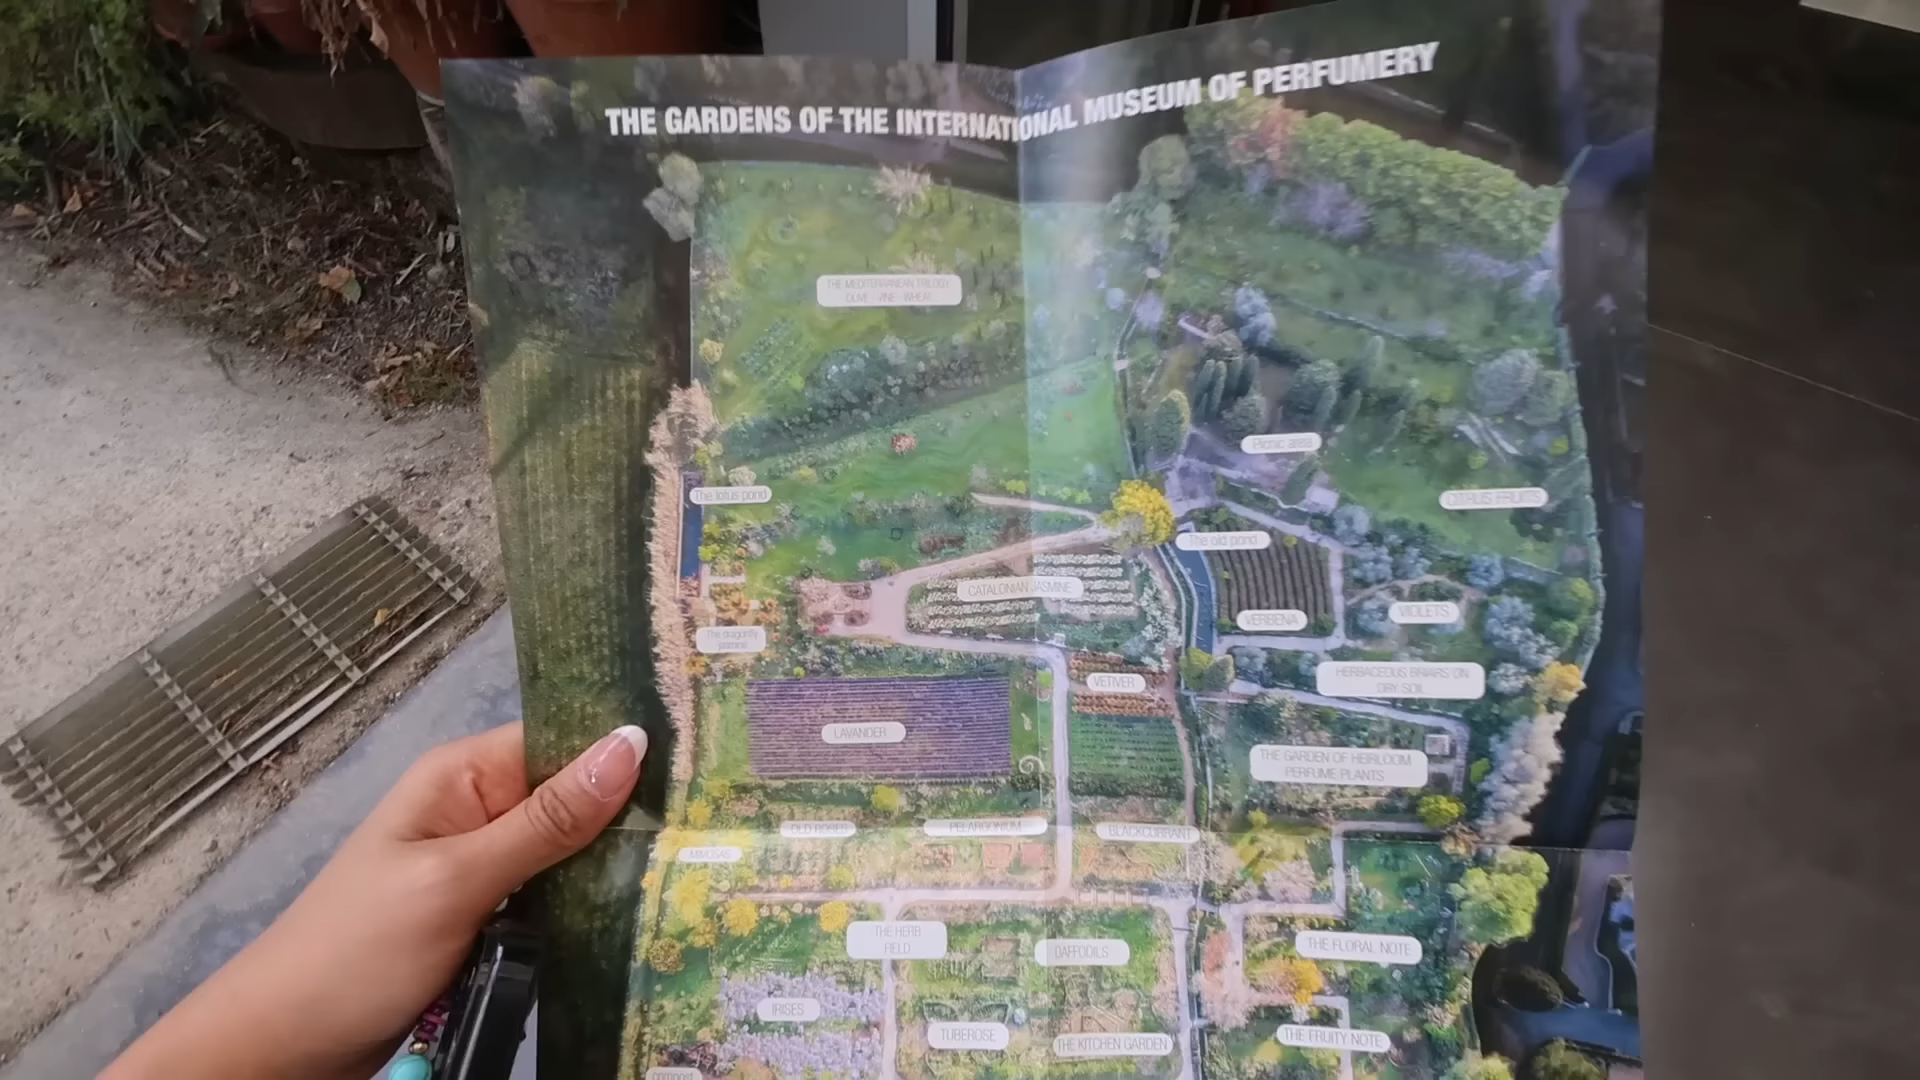 THE GARDENS OF THE INTERNATIONAL MUSEUM OF PERFUMERY
THE MEDITERRANEAN TRILOGY
OLIVE - VINE - WHEAT
Picnic area
The lotus pond
CITRUS FRUITS
The old pond
CATALONIAN JASMINE
VERBENA
VIOLETS
The dragonfly
jasmine
HERBACEOUS BRIARS ON
DRY SOIL
VETIVER
LAVANDER
THE GARDEN OF HEIRLOOM
PERFUME PLANTS
OLD ROSES
PELARGONIUM
BLACKCURRANT
MIMOSAS
THE HERB
FIELD
DAFFODILS
THE FLORAL NOTE
IRISES
TUBEROSE
THE KITCHEN GARDEN
THE FRUITY NOTE
compost